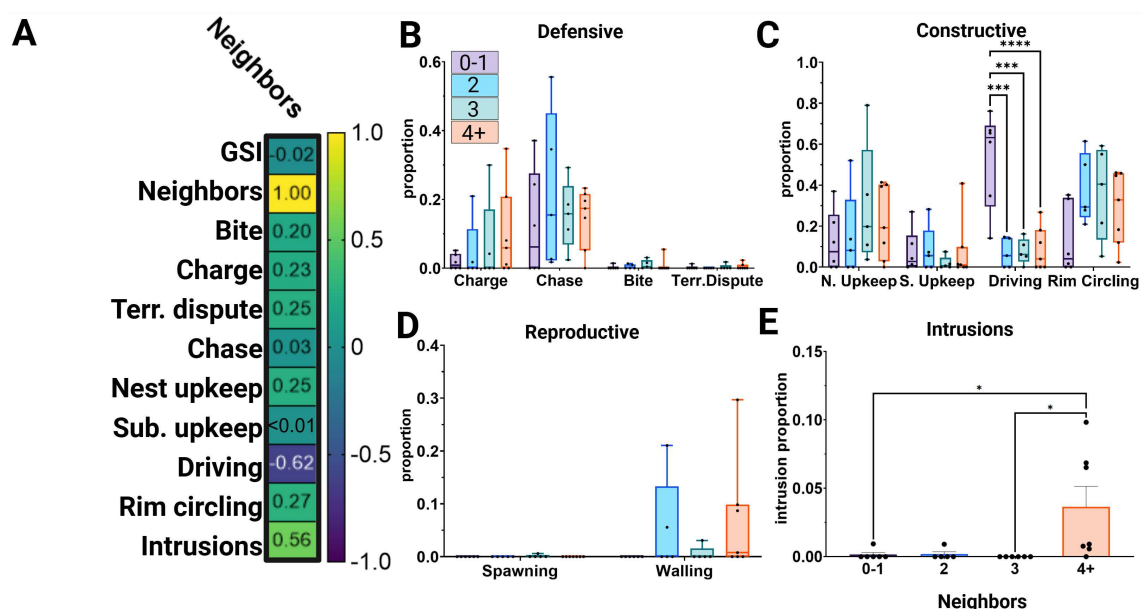 A
Neighbors
GSI
Neighbors
Bite
Charge
Terr. dispute
Chase
Nest upkeep
Sub. upkeep
Driving
Rim circling
Intrusions
-0.02
1.00
0.20
0.23
0.25
0.03
0.25
<0.01
-0.62
0.27
0.56
1.0
0.5
0
-0.5
-1.0
B
Defensive
0-1
2
3
4+
proportion
0.6
0.4
0.2
0.0
Charge Chase Bite Terr.Dispute
C
Constructive
****
***
***
proportion
1.0
0.8
0.6
0.4
0.2
0.0
N. Upkeep S. Upkeep Driving Rim Circling
D
Reproductive
proportion
0.4
0.3
0.2
0.1
0.0
Spawning Walling
E
Intrusions
*
*
intrusion proportion
0.15
0.10
0.05
0.00
0-1 2 3 4+
Neighbors